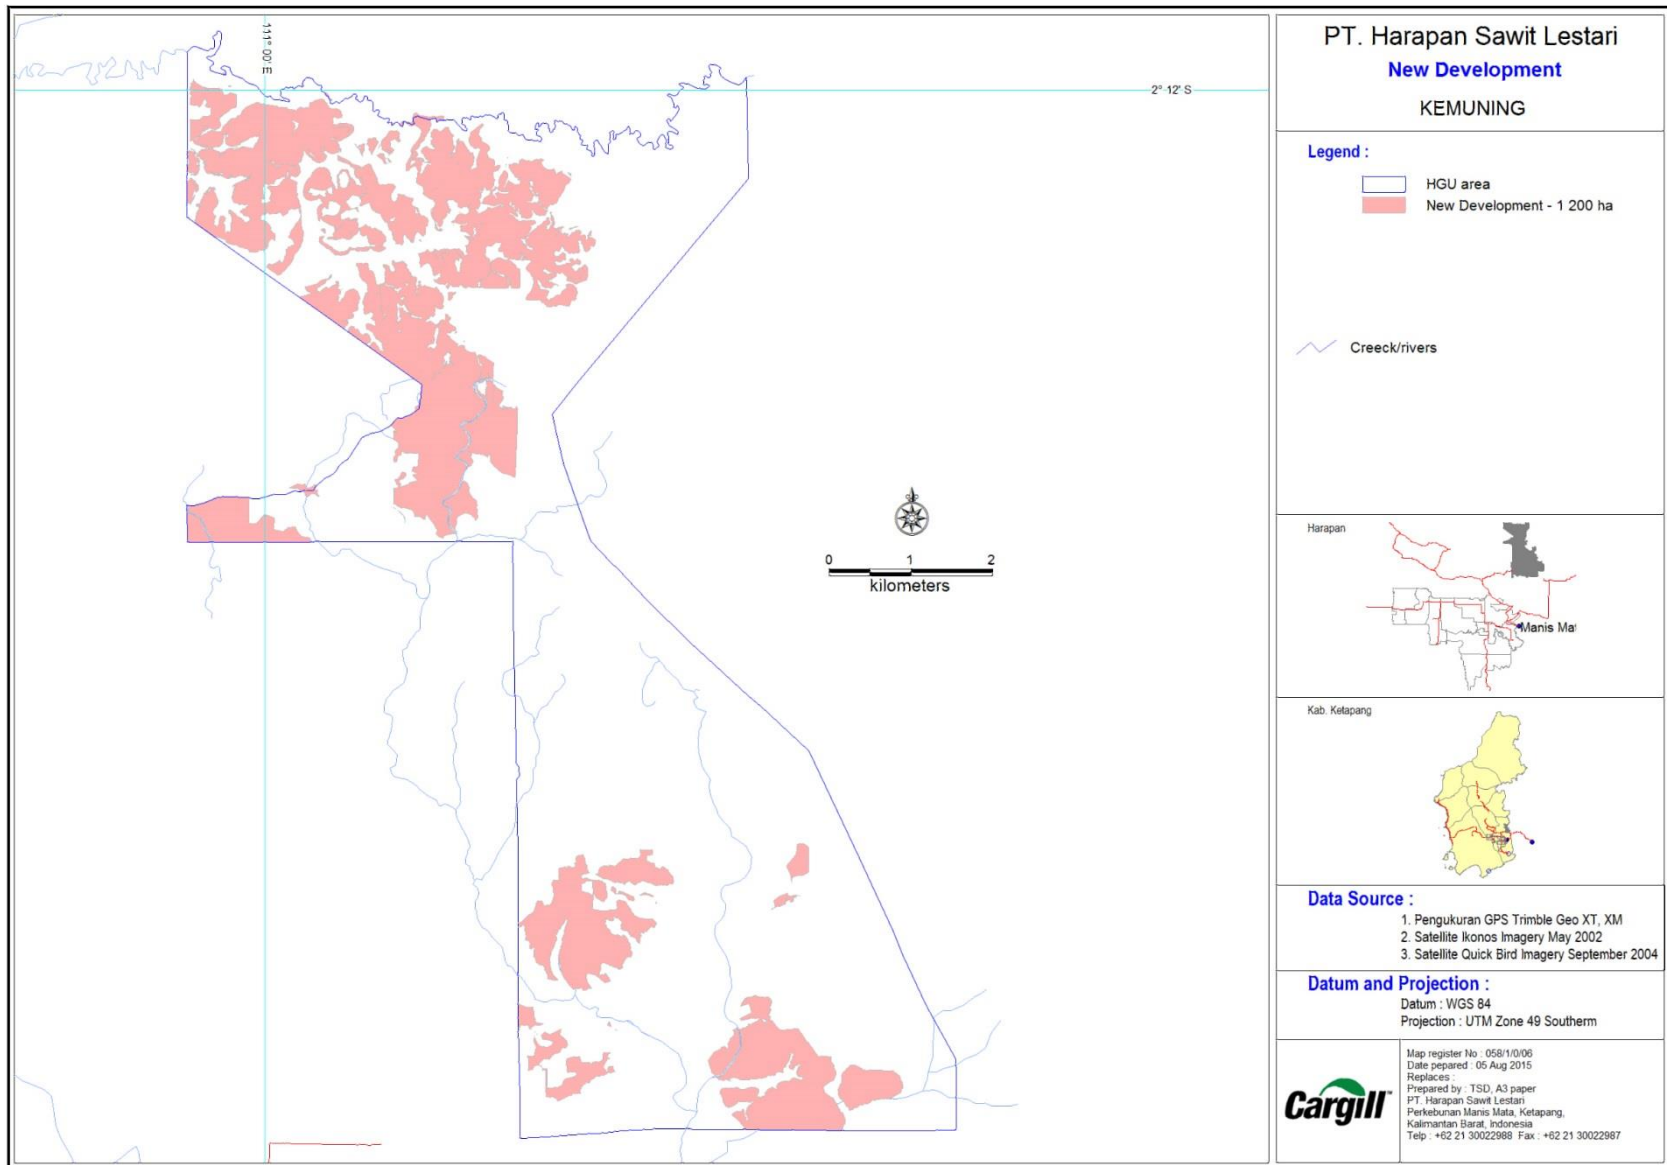 111° 00' E
2° 12' S
0 1 2
kilometers
PT. Harapan Sawit Lestari
New Development
KEMUNING
Legend :
HGU area
New Development - 1 200 ha
Creeck/rivers
Harapan
Manis Mat
Kab. Ketapang
Data Source :
1. Pengukuran GPS Trimble Geo XT, XM
2. Satellite Ikonos Imagery May 2002
3. Satellite Quick Bird Imagery September 2004
Datum and Projection :
Datum : WGS 84
Projection : UTM Zone 49 Southerm
Cargill™
Map register No : 058/1/0/06
Date pepared : 05 Aug 2015
Replaces :
Prepared by : TSD, A3 paper
PT. Harapan Sawit Lestari
Perkebunan Manis Mata, Ketapang,
Kalimantan Barat, Indonesia
Telp : +62 21 30022988 Fax : +62 21 30022987